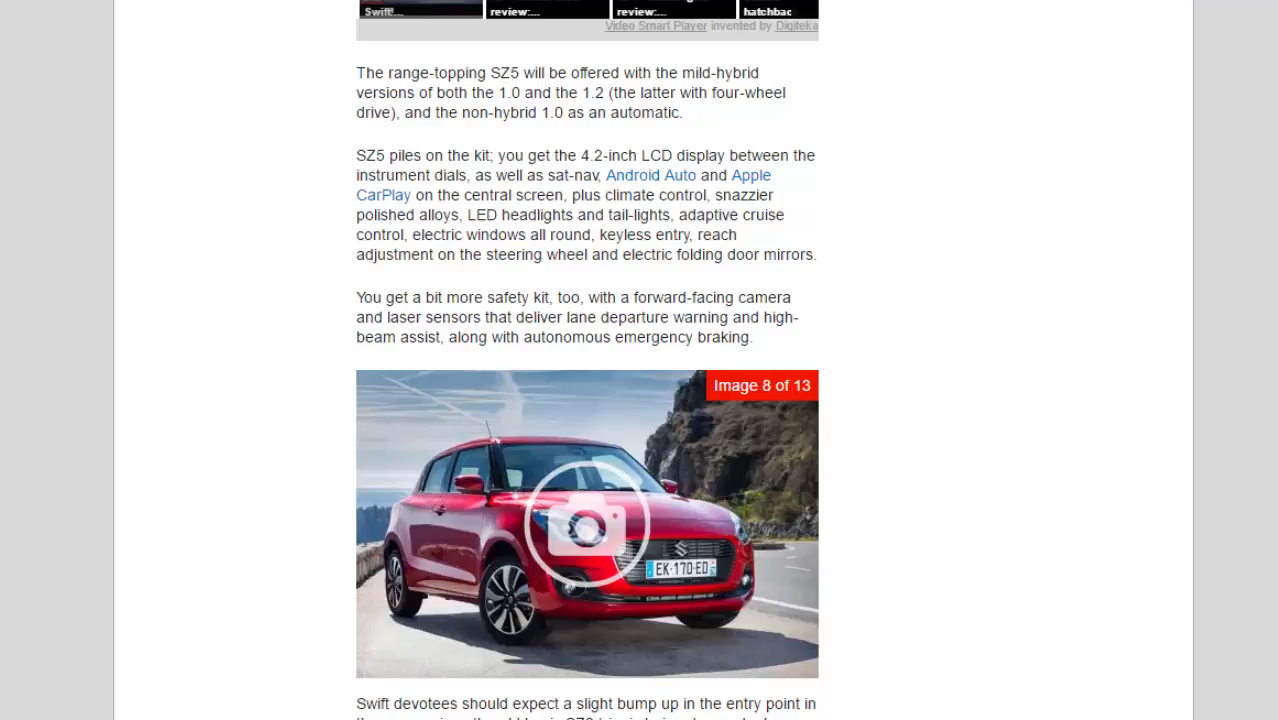 Swift:...
review:...
review:...
hatchbac
Video Smart Player invented by Digiteka
The range-topping SZ5 will be offered with the mild-hybrid
versions of both the 1.0 and the 1.2 (the latter with four-wheel
drive), and the non-hybrid 1.0 as an automatic.
SZ5 piles on the kit; you get the 4.2-inch LCD display between the
instrument dials, as well as sat-nav, Android Auto and Apple
CarPlay on the central screen, plus climate control, snazzier
polished alloys, LED headlights and tail-lights, adaptive cruise
control, electric windows all round, keyless entry, reach
adjustment on the steering wheel and electric folding door mirrors.
You get a bit more safety kit, too, with a forward-facing camera
and laser sensors that deliver lane departure warning and high-
beam assist, along with autonomous emergency braking.
Image 8 of 13
EK-170-ED
Swift devotees should expect a slight bump up in the entry point in